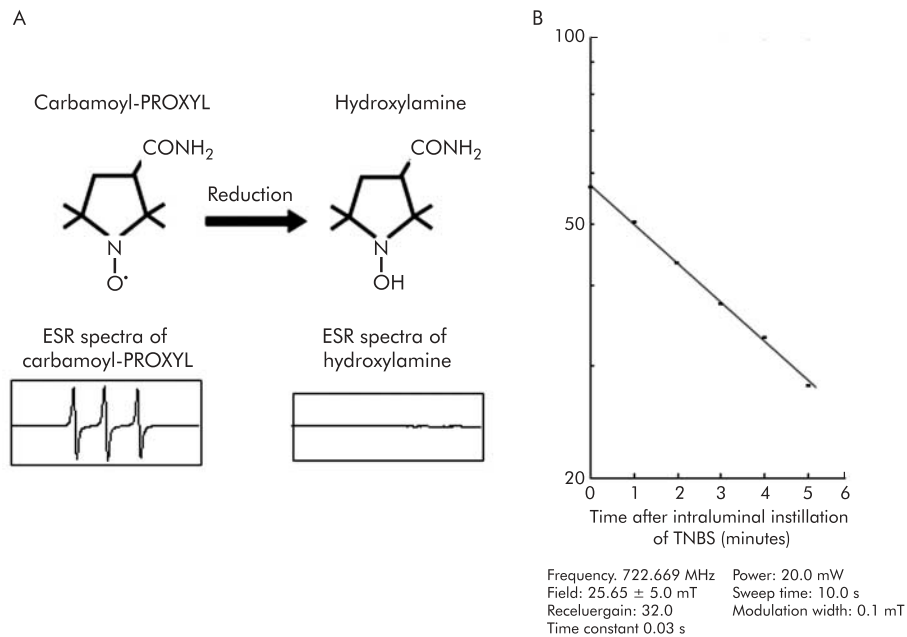 A
Carbamoyl-PROXYL
Hydroxylamine
CONH₂
CONH₂
Reduction
N
O•
N
OH
ESR spectra of
carbamoyl-PROXYL
ESR spectra of
hydroxylamine
B
100
50
20
0 1 2 3 4 5 6
Time after intraluminal instillation
of TNBS (minutes)
Frequency. 722.669 MHz
Field: 25.65 ± 5.0 mT
Receluergain: 32.0
Time constant 0.03 s
Power: 20.0 mW
Sweep time: 10.0 s
Modulation width: 0.1 mT